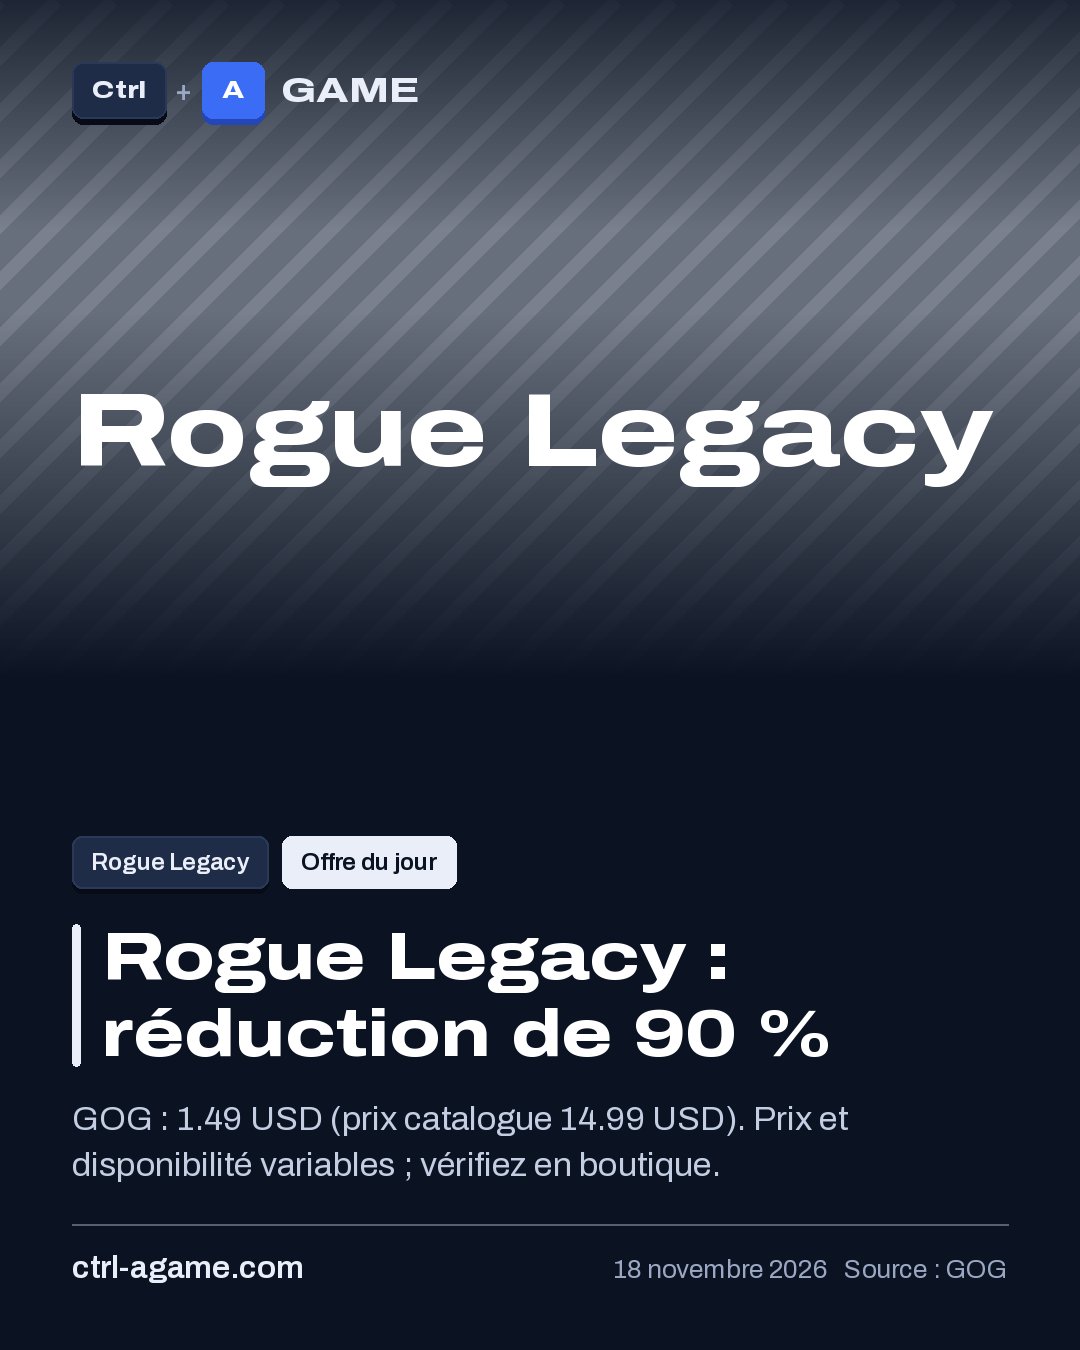 Ctrl + A GAME
Rogue Legacy
Rogue Legacy Offre du jour
Rogue Legacy :
réduction de 90 %
GOG : 1.49 USD (prix catalogue 14.99 USD). Prix et
disponibilité variables ; vérifiez en boutique.
ctrl-agame.com 18 novembre 2026 Source : GOG